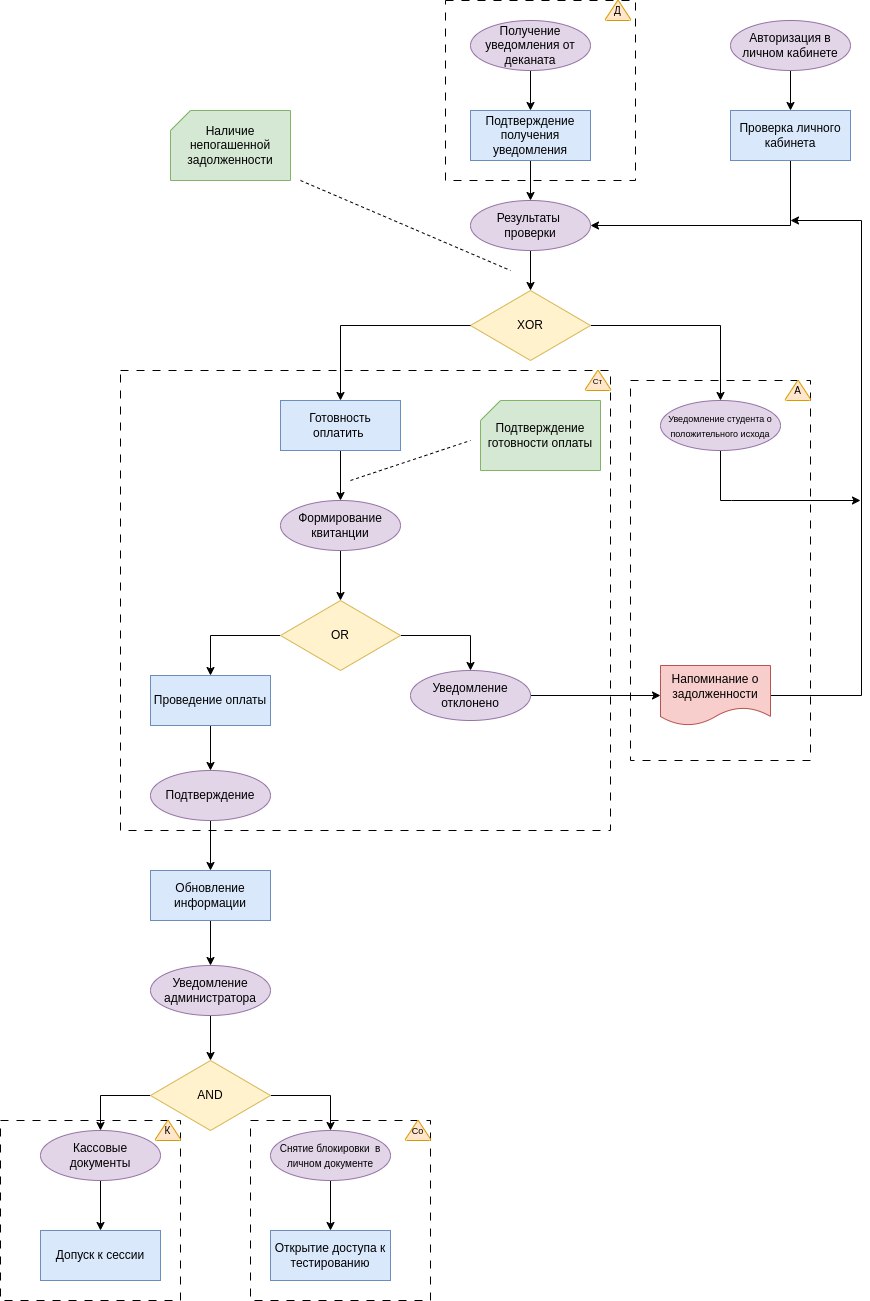 Д
Получение
уведомления от
деканата
Авторизация в
личном кабинете
Наличие
непогашенной
задолженности
Подтверждение
получения
уведомления
Проверка личного
кабинета
Результаты
проверки
XOR
Ст
А
Готовность
оплатить
Подтверждение
готовности оплаты
Уведомление студента о
положительного исхода
Формирование
квитанции
OR
Проведение оплаты
Уведомление
отклонено
Напоминание о
задолженности
Подтверждение
Обновление
информации
Уведомление
администратора
AND
К
Со
Кассовые
документы
Снятие блокировки в
личном документе
Допуск к сессии
Открытие доступа к
тестированию